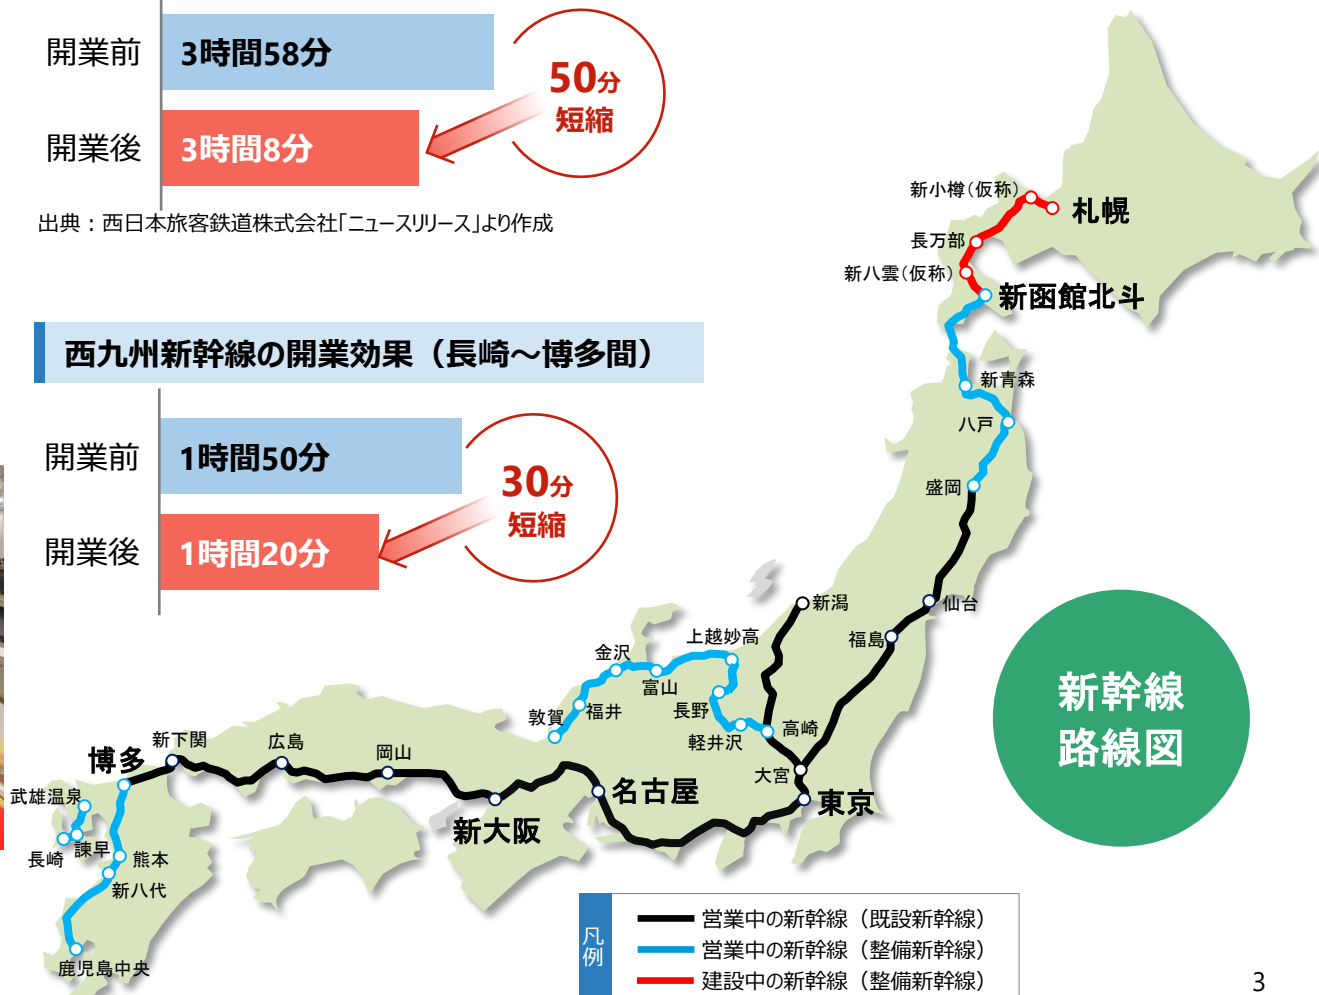 開業前
3時間58分
50分
短縮
開業後
3時間8分
出典：西日本旅客鉄道株式会社「ニュースリリース」より作成
西九州新幹線の開業効果（長崎～博多間）
開業前
1時間50分
30分
短縮
開業後
1時間20分
新小樽（仮称）
札幌
長万部
新八雲（仮称）
新函館北斗
新青森
八戸
盛岡
仙台
新潟
福島
上越妙高
金沢
富山
長野
福井
敦賀
軽井沢
高崎
大宮
東京
名古屋
新大阪
岡山
広島
新下関
博多
武雄温泉
諫早
長崎
熊本
新八代
鹿児島中央
新幹線
路線図
凡例
営業中の新幹線（既設新幹線）
営業中の新幹線（整備新幹線）
建設中の新幹線（整備新幹線）
3